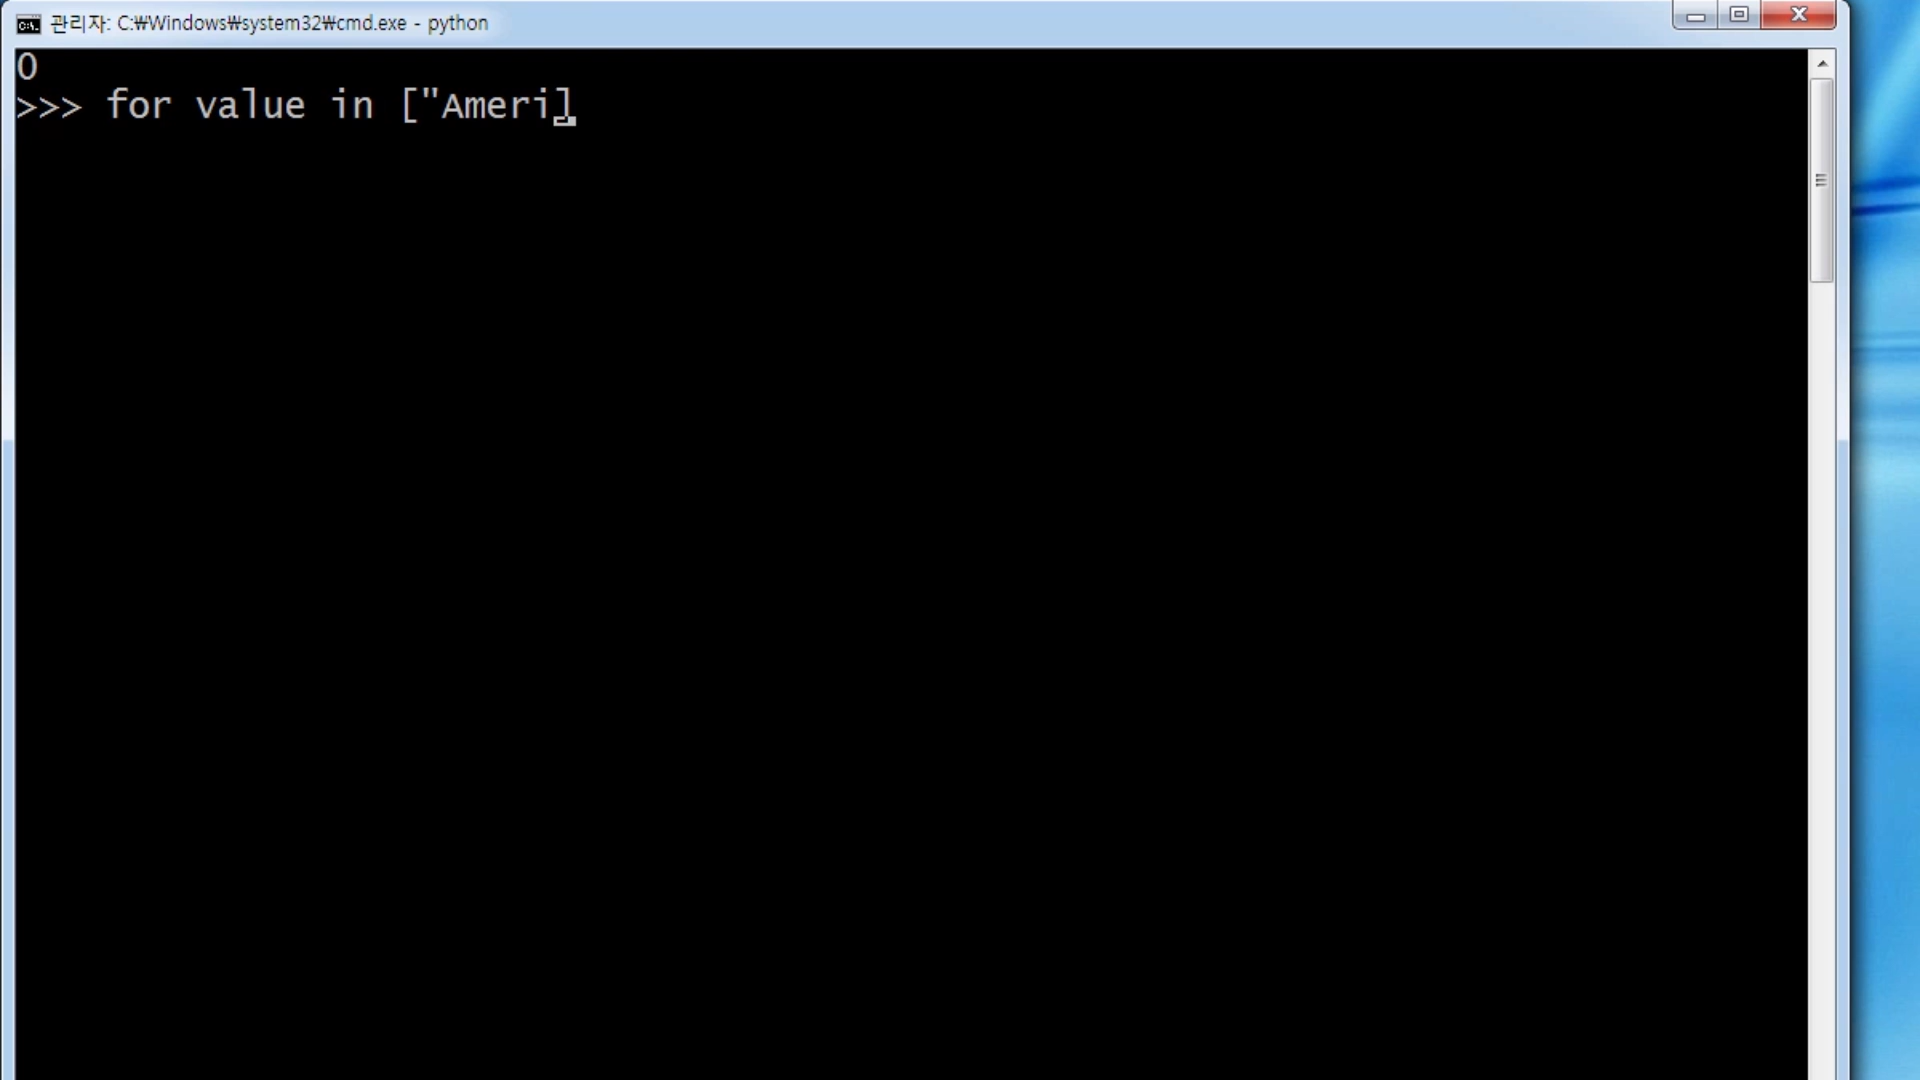 관리자: C:₩Windows₩system32₩cmd.exe - python
0
>>> for value in ["Ameri]